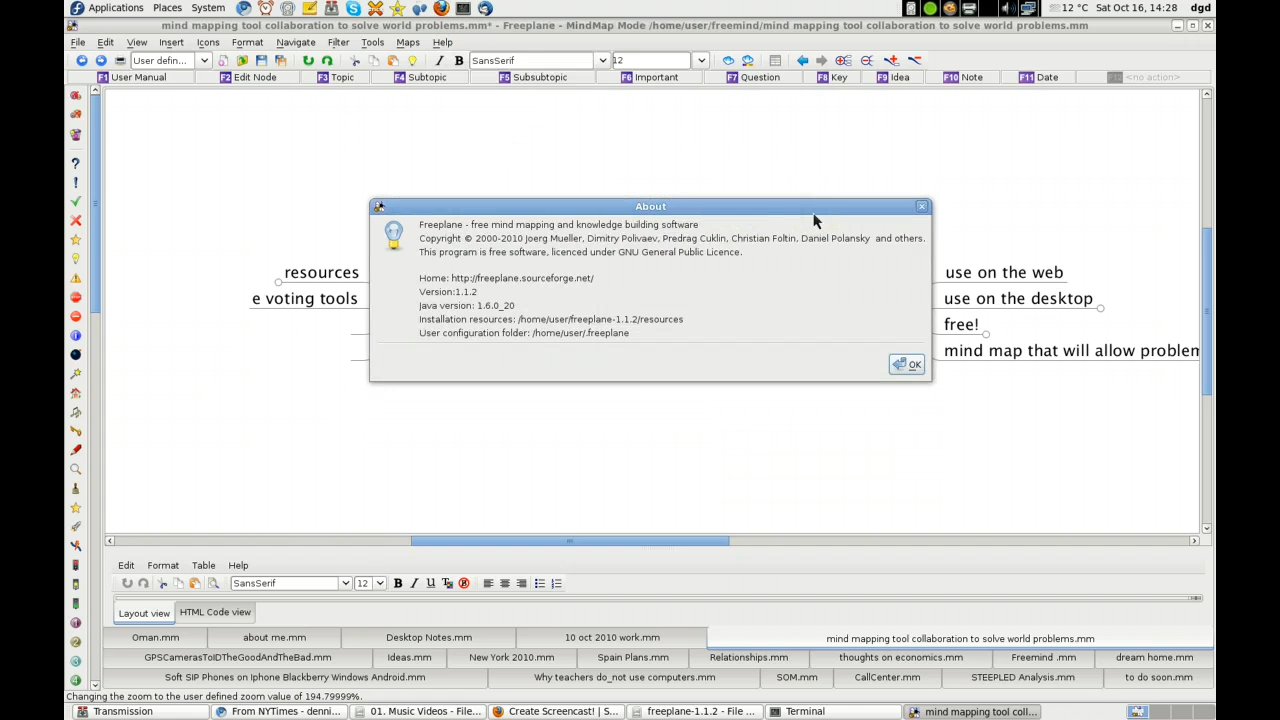 Applications Places System 12 °C Sat Oct 16, 14:28 dgd
mind mapping tool collaboration to solve world problems.mm* - Freeplane - MindMap Mode /home/user/freemind/mind mapping tool collaboration to solve world problems.mm
File Edit View Insert Icons Format Navigate Filter Tools Maps Help
User defin... SansSerif 12
F1 User Manual F2 Edit Node F3 Topic F4 Subtopic F5 Subsubtopic F6 Important F7 Question F8 Key F9 Idea F10 Note F11 Date F12 <no action>
About
Freeplane - free mind mapping and knowledge building software
Copyright © 2000-2010 Joerg Mueller, Dimitry Polivaev, Predrag Cuklin, Christian Foltin, Daniel Polansky and others.
This program is free software, licenced under GNU General Public Licence.
Home: http://freeplane.sourceforge.net/
Version:1.1.2
Java version: 1.6.0_20
Installation resources: /home/user/freeplane-1.1.2/resources
User configuration folder: /home/user/.freeplane
OK
resources
e voting tools
use on the web
use on the desktop
free!
mind map that will allow problem
Edit Format Table Help
SansSerif 12
Layout view HTML Code view
Oman.mm about me.mm Desktop Notes.mm 10 oct 2010 work.mm mind mapping tool collaboration to solve world problems.mm
GPSCamerasToIDTheGoodAndTheBad.mm Ideas.mm New York 2010.mm Spain Plans.mm Relationships.mm thoughts on economics.mm Freemind .mm dream home.mm
Soft SIP Phones on Iphone Blackberry Windows Android.mm Why teachers do_not use computers.mm SOM.mm CallCenter.mm STEEPLED Analysis.mm to do soon.mm
Changing the zoom to the user defined zoom value of 194.79999%.
Transmission From NYTimes - denni... 01. Music Videos - File... Create Screencast! | S... freeplane-1.1.2 - File ... Terminal mind mapping tool coll...